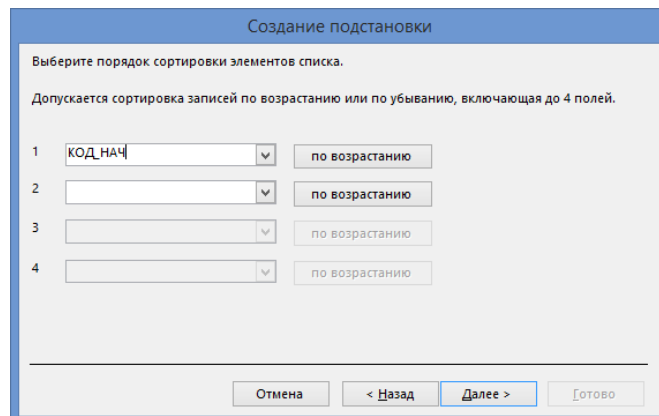 Создание подстановки
Выберите порядок сортировки элементов списка.
Допускается сортировка записей по возрастанию или по убыванию, включающая до 4 полей.
1 КОД_НАЧ по возрастанию
2 по возрастанию
3 по возрастанию
4 по возрастанию
Отмена < Назад Далее > Готово